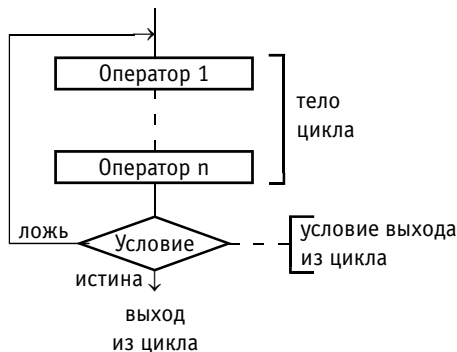 Оператор 1
тело
цикла
Оператор n
ложь
Условие
условие выхода
из цикла
истина
выход
из цикла